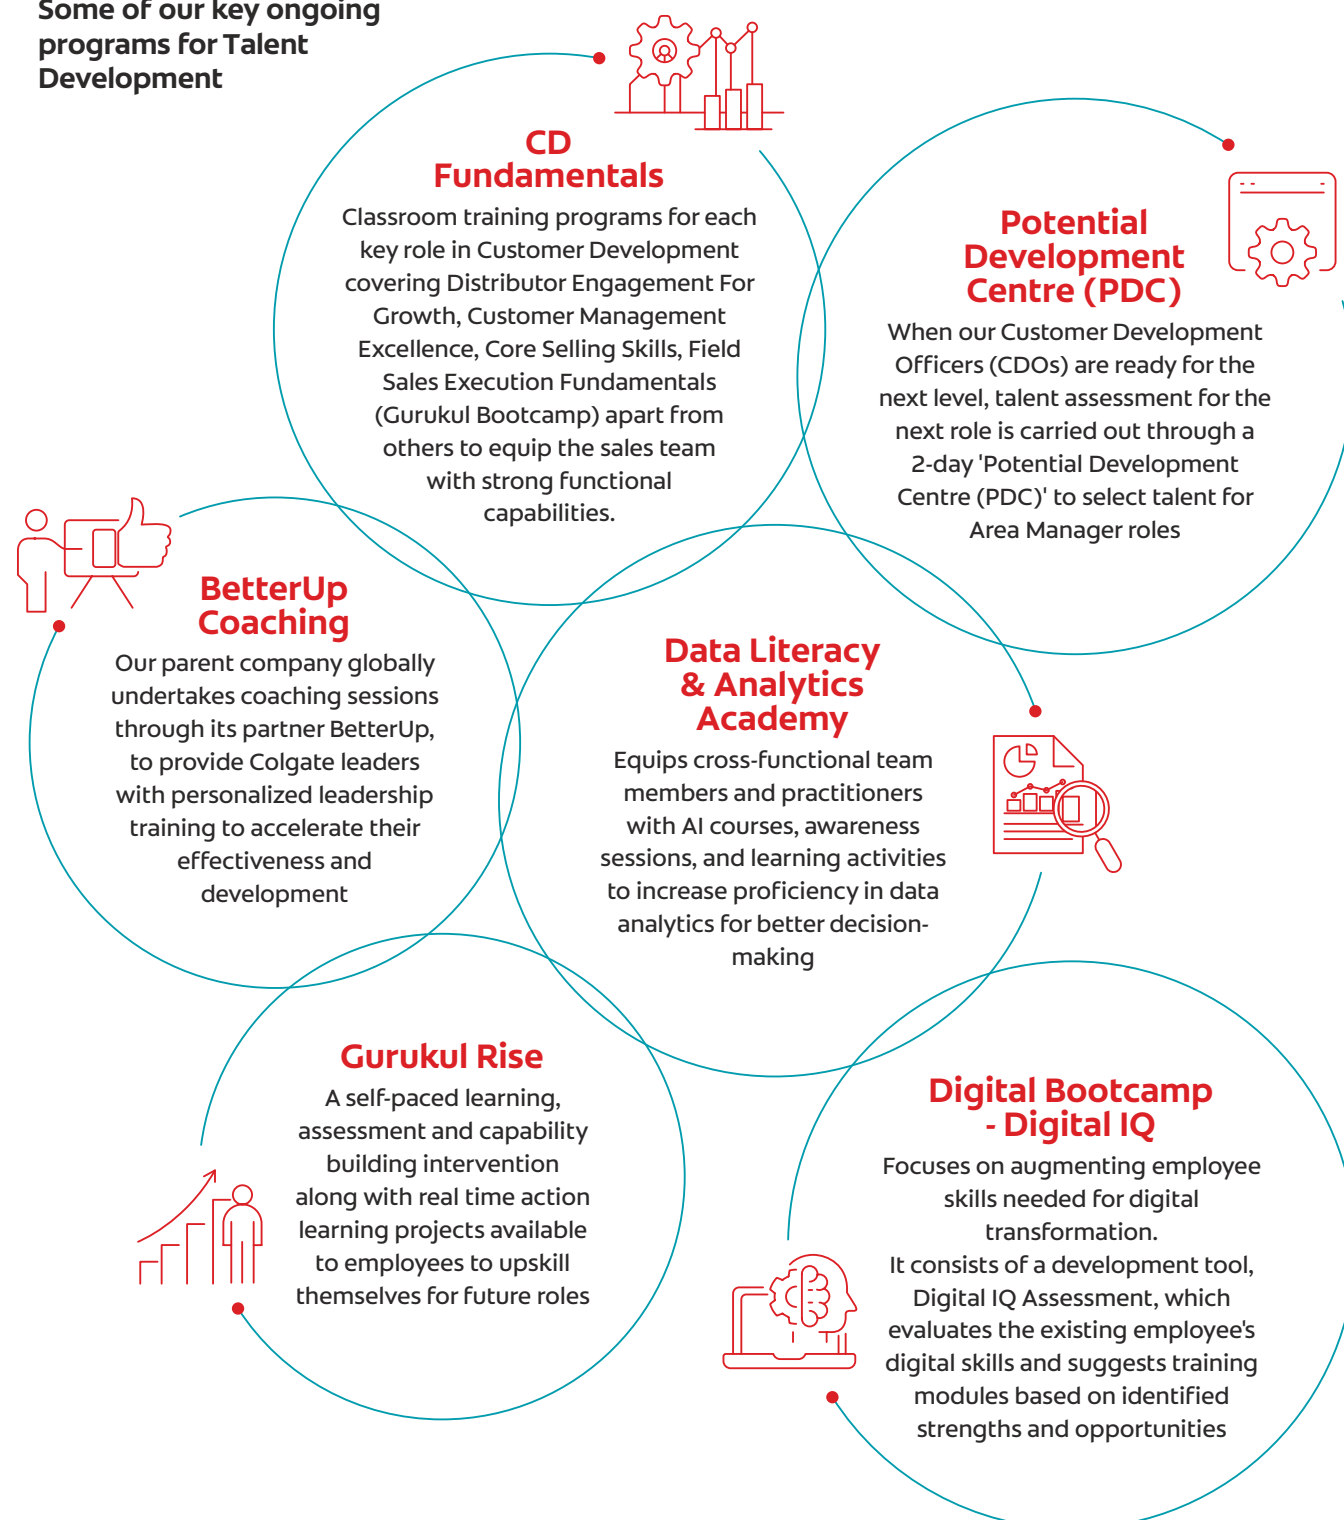 Some of our key ongoing
programs for Talent
Development
CD
Fundamentals
Classroom training programs for each
key role in Customer Development
covering Distributor Engagement For
Growth, Customer Management
Excellence, Core Selling Skills, Field
Sales Execution Fundamentals
(Gurukul Bootcamp) apart from
others to equip the sales team
with strong functional
capabilities.
Potential
Development
Centre (PDC)
When our Customer Development
Officers (CDOs) are ready for the
next level, talent assessment for the
next role is carried out through a
2-day 'Potential Development
Centre (PDC)' to select talent for
Area Manager roles
BetterUp
Coaching
Our parent company globally
undertakes coaching sessions
through its partner BetterUp,
to provide Colgate leaders
with personalized leadership
training to accelerate their
effectiveness and
development
Data Literacy
& Analytics
Academy
Equips cross-functional team
members and practitioners
with AI courses, awareness
sessions, and learning activities
to increase proficiency in data
analytics for better decision-
making
Gurukul Rise
A self-paced learning,
assessment and capability
building intervention
along with real time action
learning projects available
to employees to upskill
themselves for future roles
Digital Bootcamp
- Digital IQ
Focuses on augmenting employee
skills needed for digital
transformation.
It consists of a development tool,
Digital IQ Assessment, which
evaluates the existing employee's
digital skills and suggests training
modules based on identified
strengths and opportunities